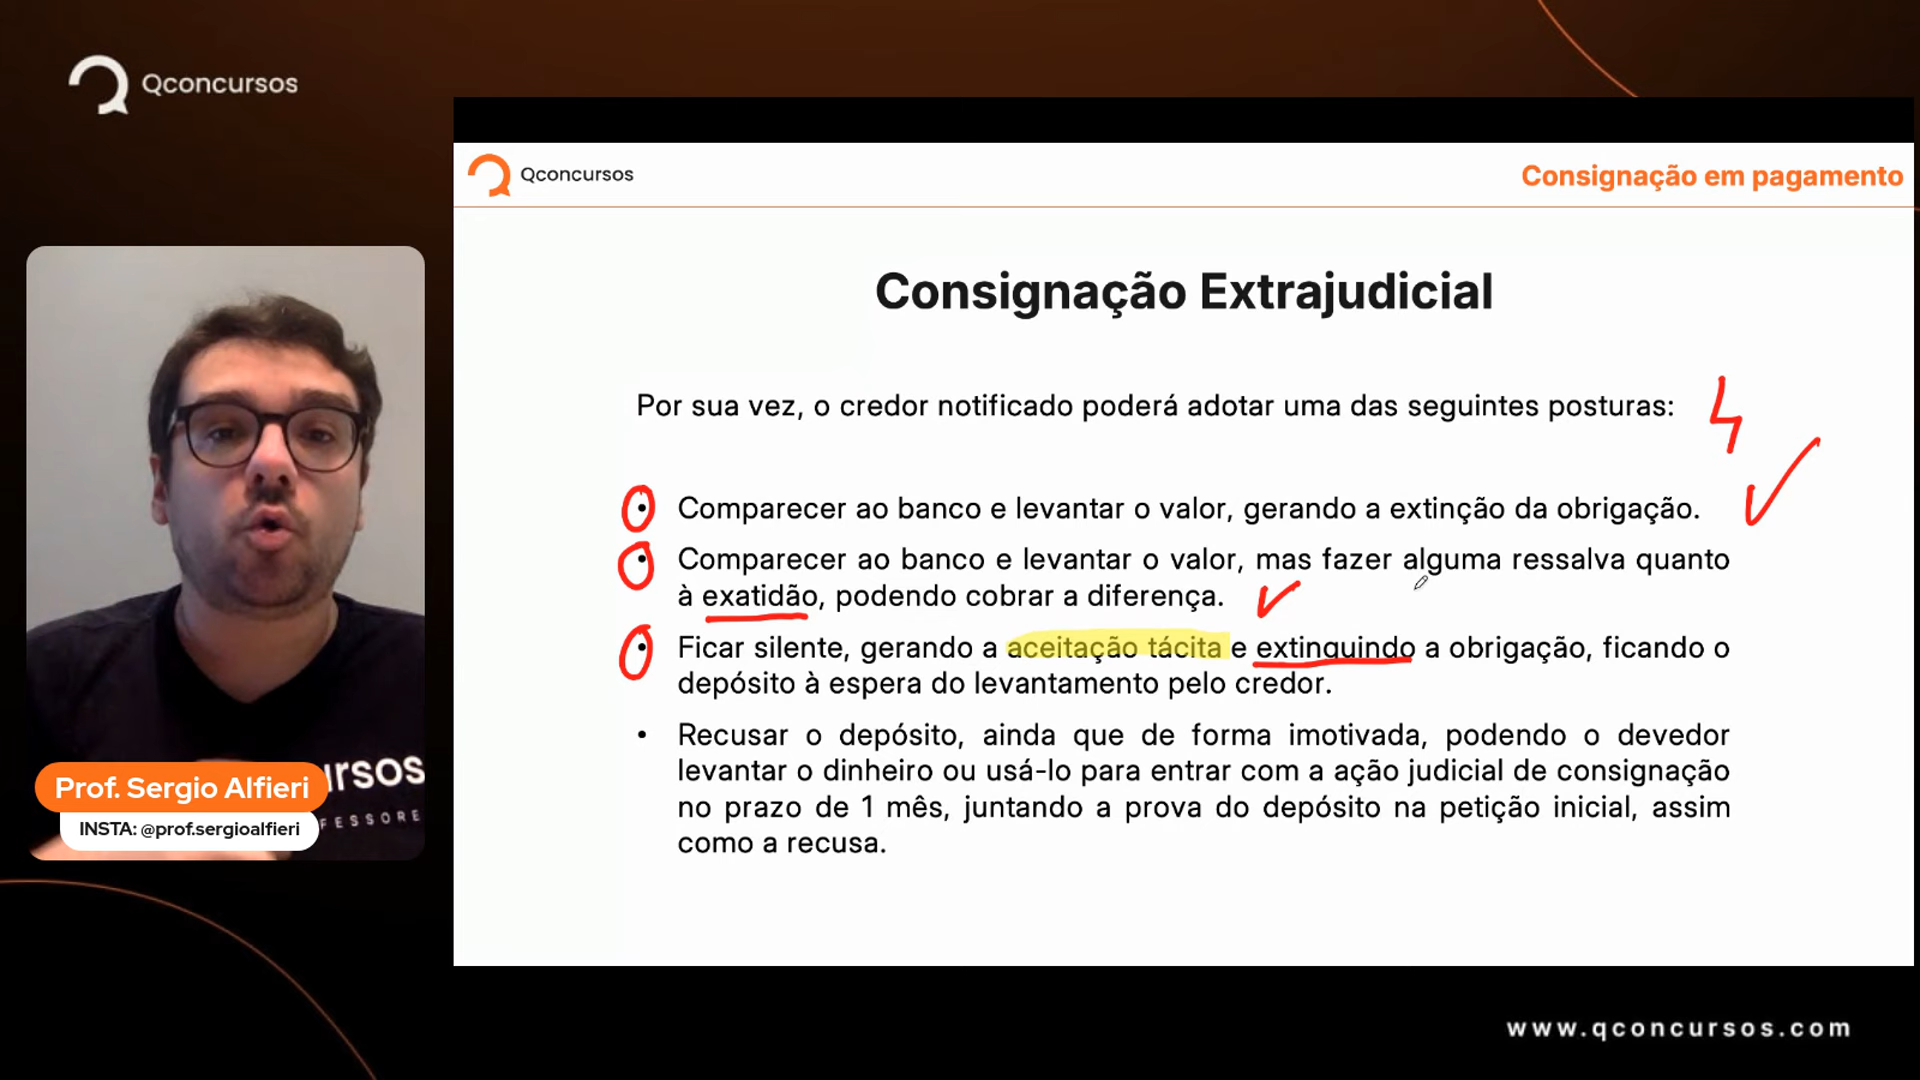 Qconcursos
Qconcursos
Consignação em pagamento
Consignação Extrajudicial
Por sua vez, o credor notificado poderá adotar uma das seguintes posturas: 4
• Comparecer ao banco e levantar o valor, gerando a extinção da obrigação.
• Comparecer ao banco e levantar o valor, mas fazer alguma ressalva quanto
à exatidão, podendo cobrar a diferença.
• Ficar silente, gerando a aceitação tácita e extinguindo a obrigação, ficando o
depósito à espera do levantamento pelo credor.
• Recusar o depósito, ainda que de forma imotivada, podendo o devedor
levantar o dinheiro ou usá-lo para entrar com a ação judicial de consignação
no prazo de 1 mês, juntando a prova do depósito na petição inicial, assim
como a recusa.
Prof. Sergio Alfieri
INSTA: @prof.sergioalfieri
www.qconcursos.com